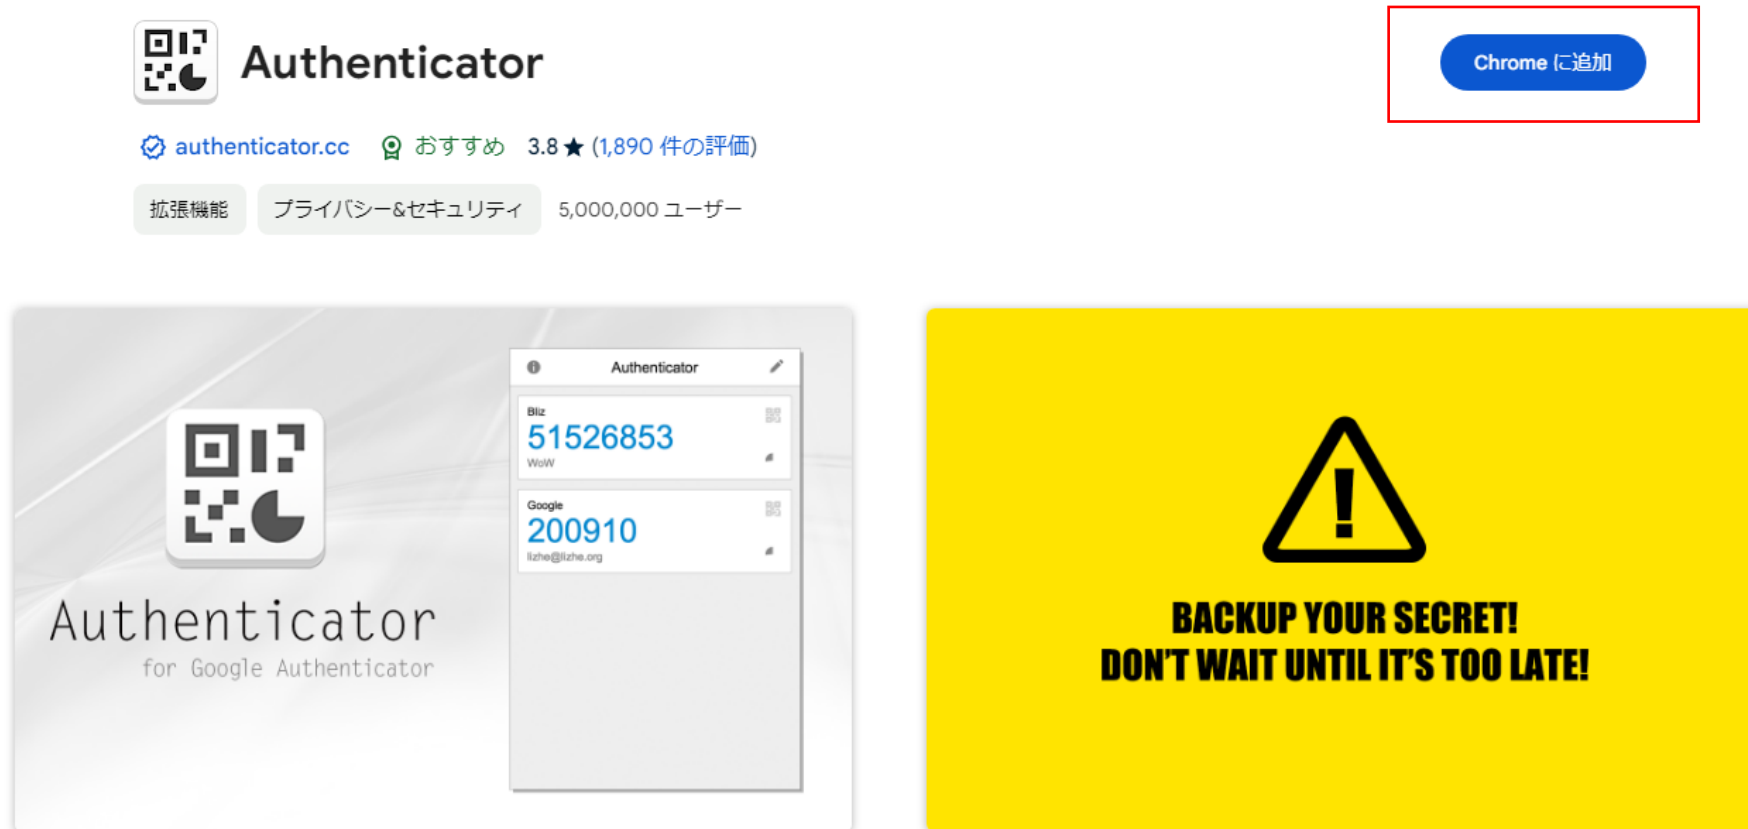 Authenticator
Chrome に追加
authenticator.cc おすすめ 3.8★ (1,890 件の評価)
拡張機能 プライバシー&セキュリティ 5,000,000 ユーザー
Authenticator
for Google Authenticator
Authenticator
Bliz
51526853
WoW
Google
200910
lizhe@lizhe.org
BACKUP YOUR SECRET!
DON'T WAIT UNTIL IT'S TOO LATE!